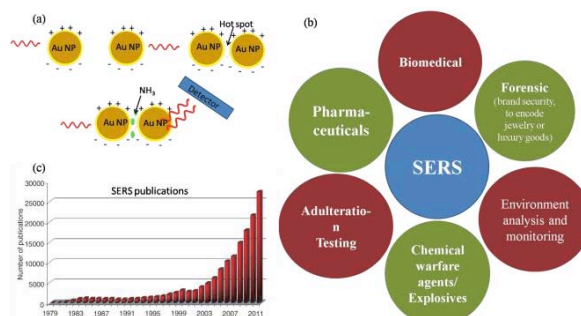 (a)
Hot spot
Au NP
Au NP
Au NP
Au NP
NH3
Detector
Au NP
Au NP
(c)
SERS publications
Number of publications
30000
25000
20000
15000
10000
5000
0
1979
1983
1987
1991
1995
1999
2003
2007
2011
(b)
Biomedical
Forensic
(brand security,
to encode
jewelry or
luxury goods)
Pharma-
ceuticals
SERS
Adulteratio-
n
Testing
Environment
analysis and
monitoring
Chemical
warfare
agents/
Explosives